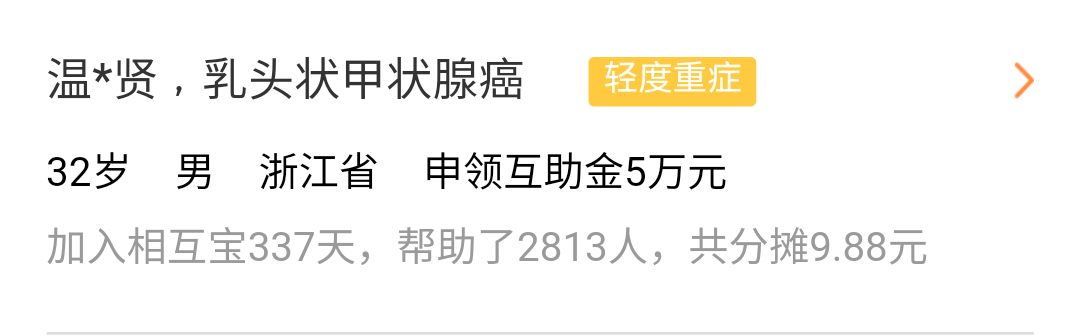 温*贤，乳头状甲状腺癌 轻度重症
32岁 男 浙江省 申领互助金5万元
加入相互宝337天，帮助了2813人，共分摊9.88元